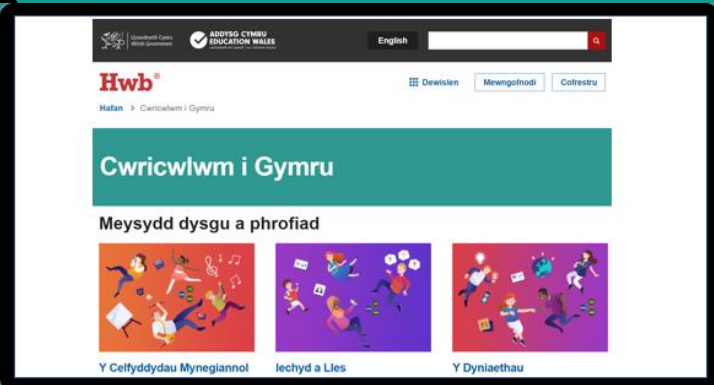 Llywodraeth Cymru
Welsh Government
ADDYSG CYMRU
EDUCATION WALES
English
Hwb®
Dewislen
Mewngofnodi
Cofrestru
Hafan > Cwricwlwm i Gymru
Cwricwlwm i Gymru
Meysydd dysgu a phrofiad
Y Celfyddydau Mynegiannol
Iechyd a Lles
Y Dyniaethau